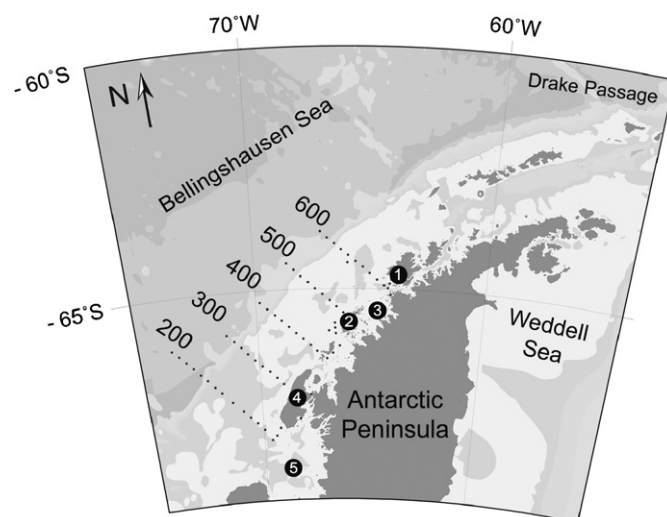 70°W
60°W
- 60°S
Drake Passage
N
Bellingshausen Sea
600
500
400
300
200
1
2
3
- 65°S
Weddell
Sea
4
Antarctic
Peninsula
5